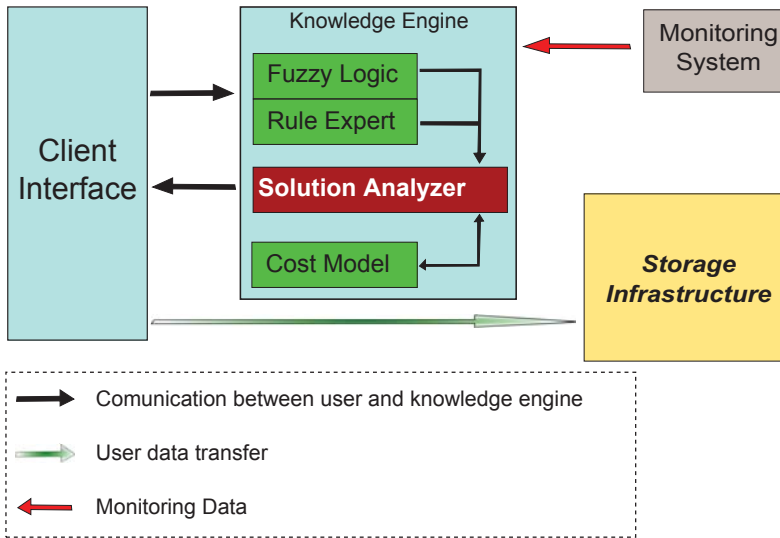 Knowledge Engine
Monitoring
System
Fuzzy Logic
Rule Expert
Client
Interface
Solution Analyzer
Cost Model
Storage
Infrastructure
Comunication between user and knowledge engine
User data transfer
Monitoring Data